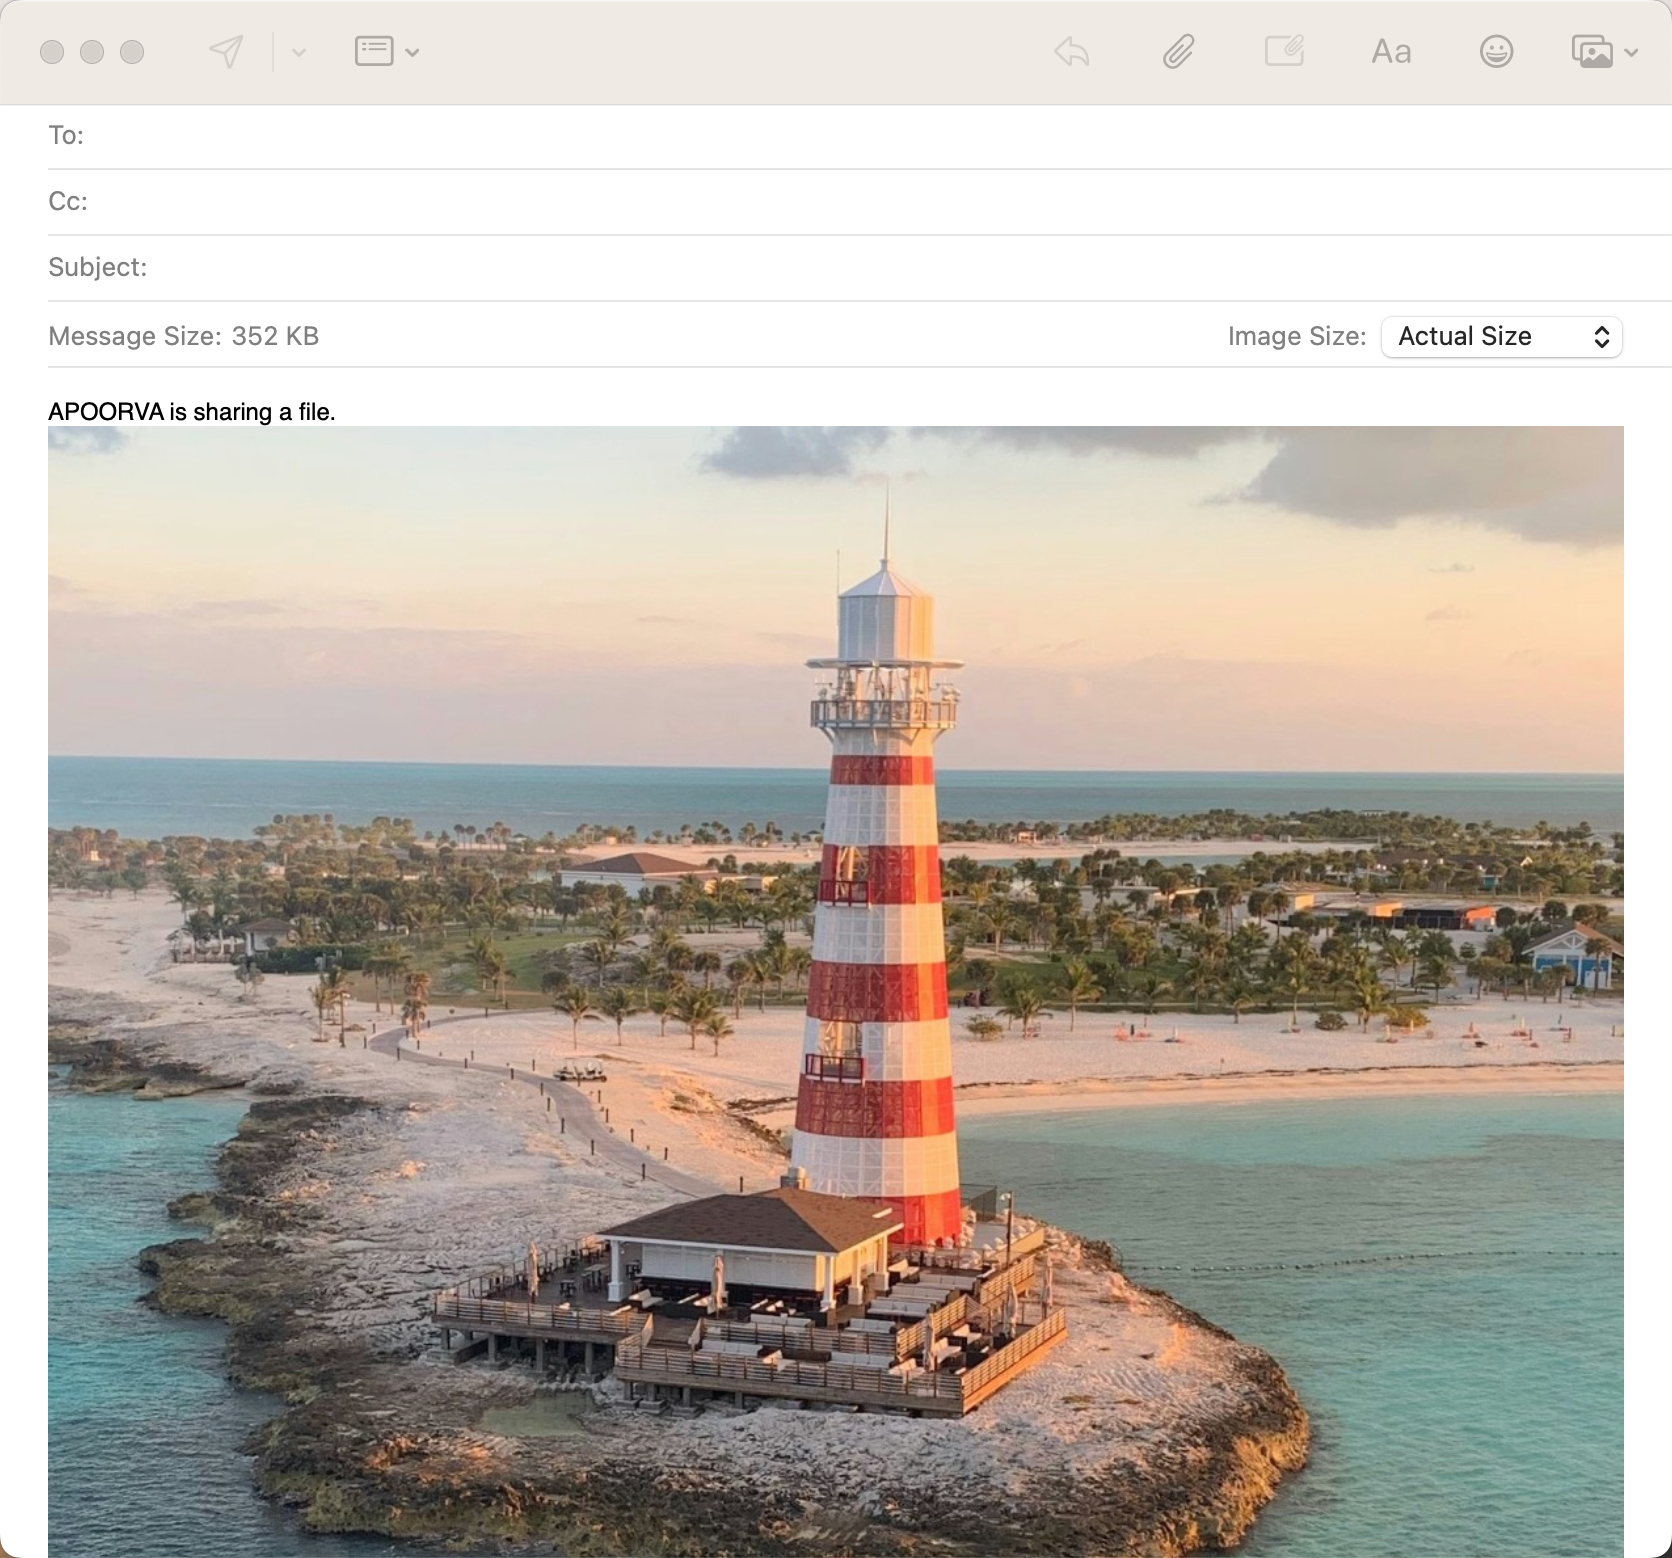 Aa
To:
Cc:
Subject:
Message Size: 352 KB
Image Size: Actual Size
APOORVA is sharing a file.